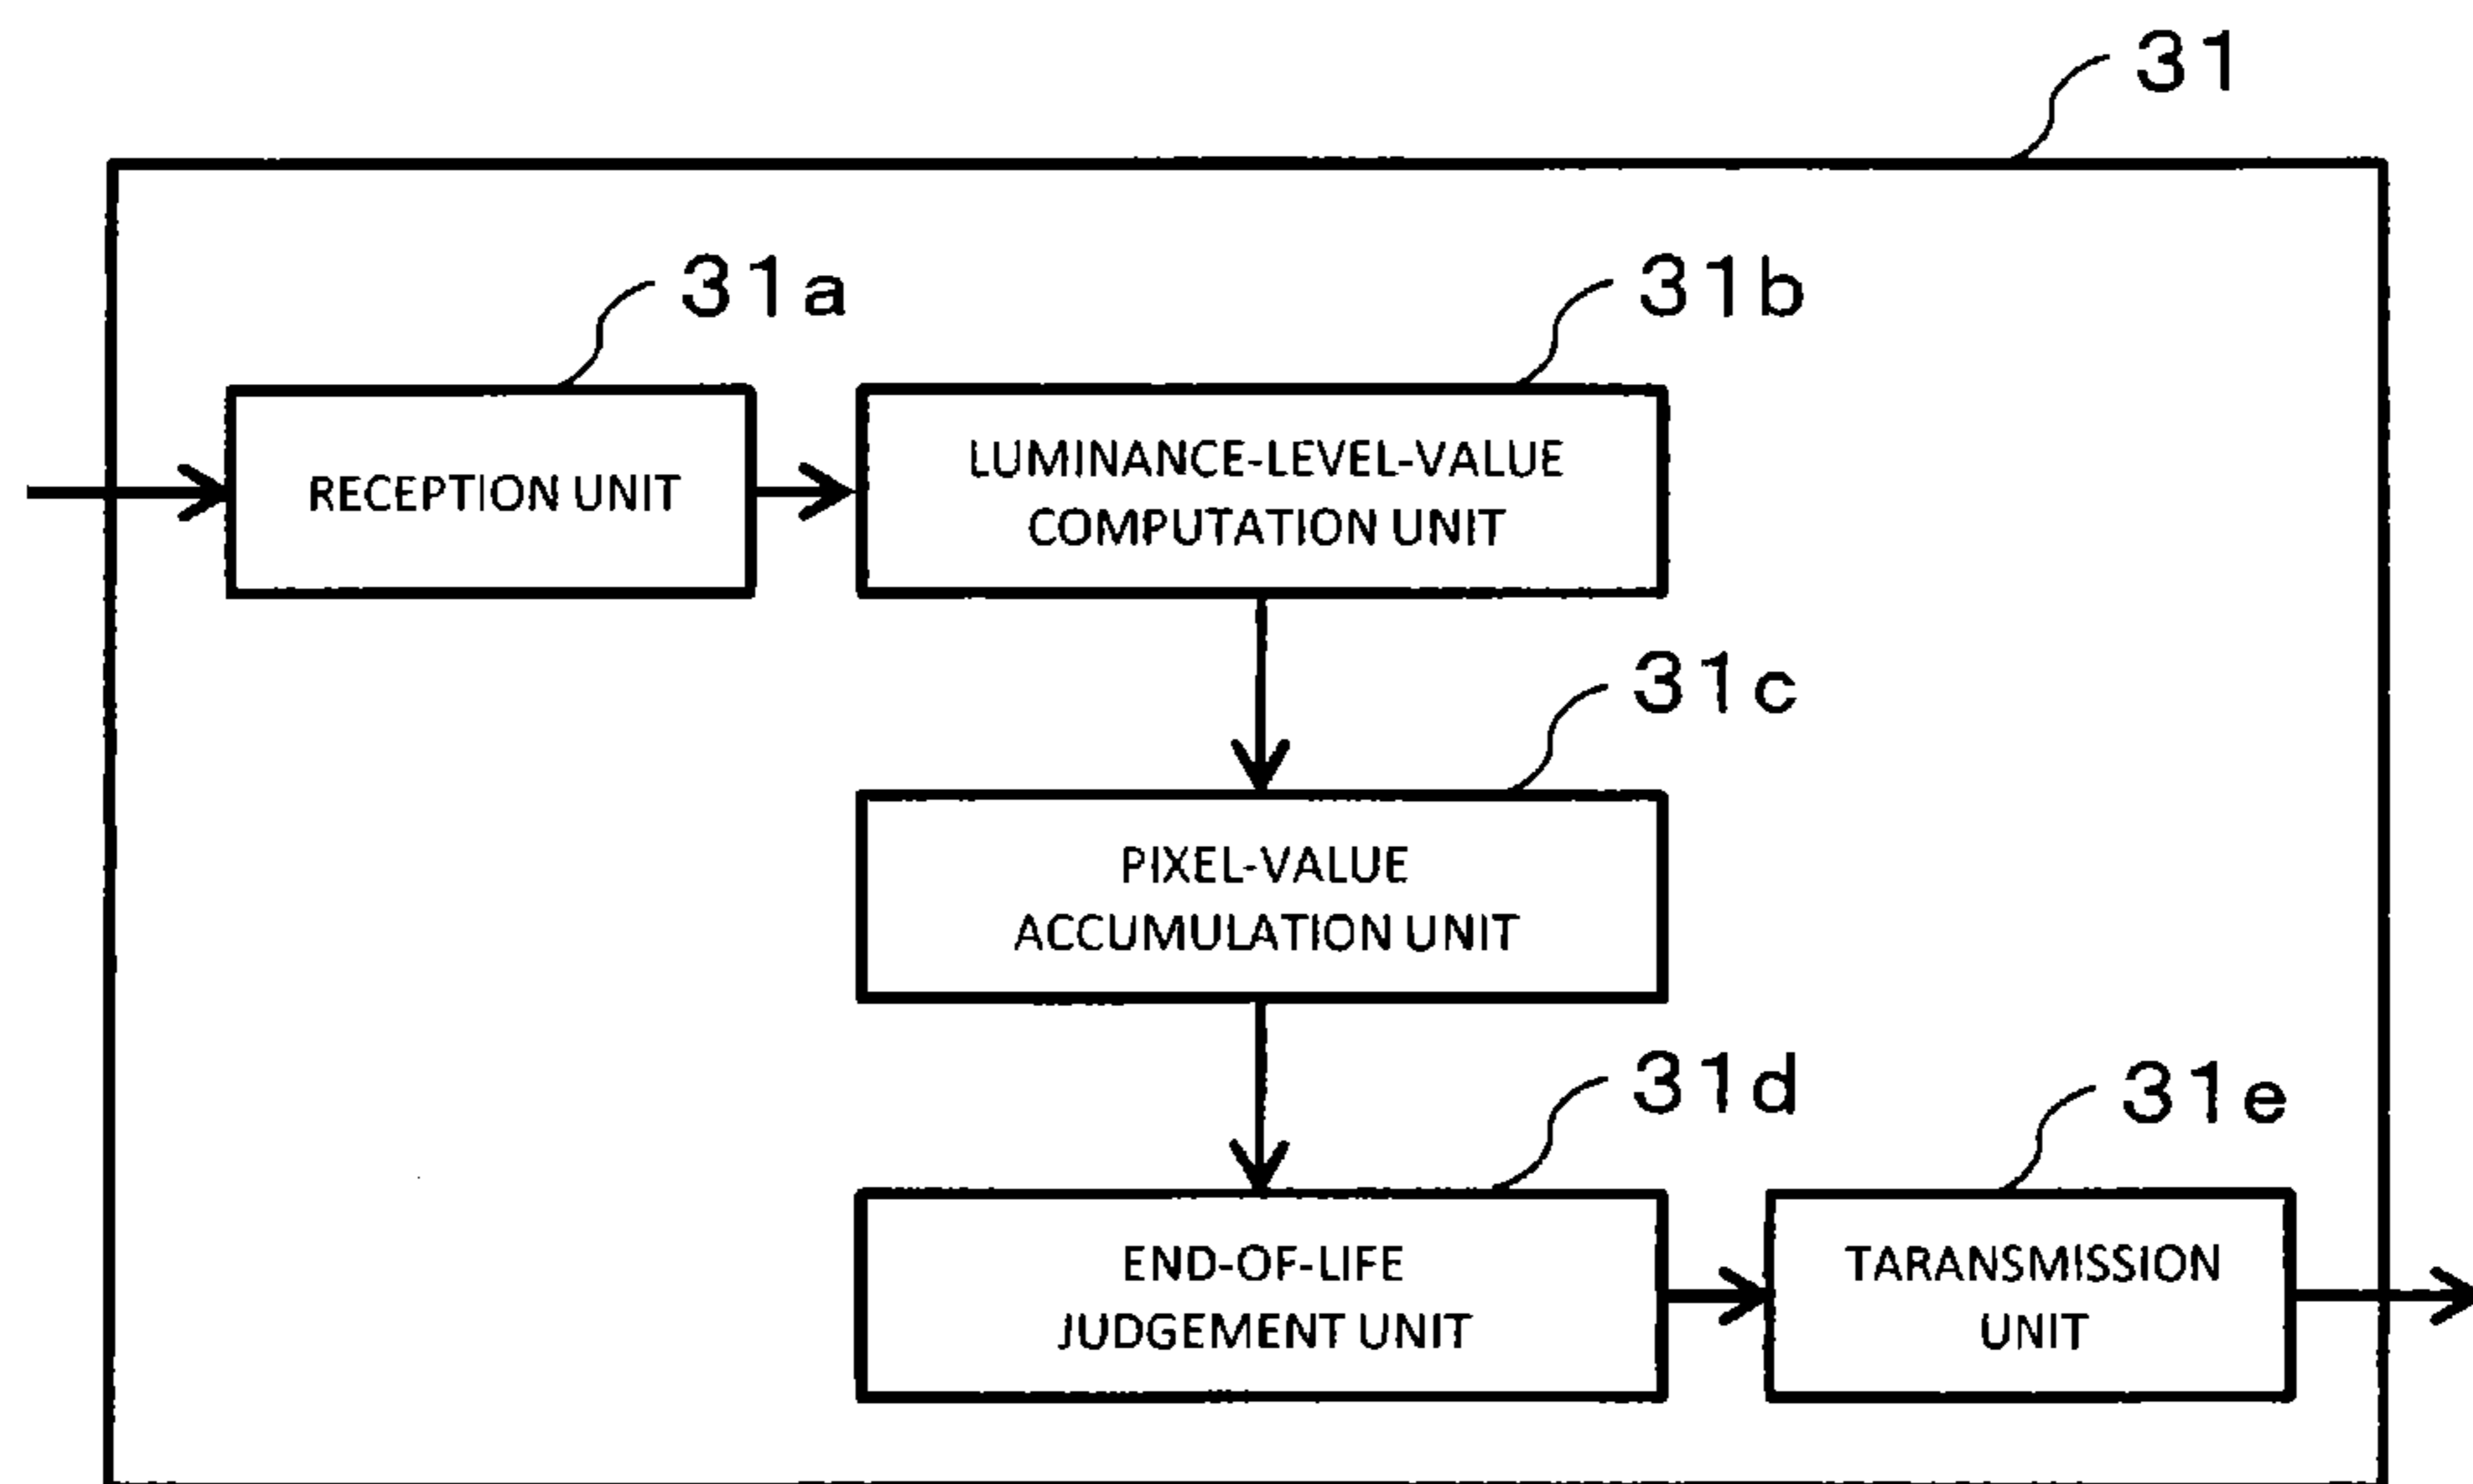 31
31a
31b
RECEPTION UNIT
LUMINANCE-LEVEL-VALUE
COMPUTATION UNIT
31c
PIXEL-VALUE
ACCUMULATION UNIT
31d
31e
END-OF-LIFE
JUDGEMENT UNIT
TARANSMISSION
UNIT